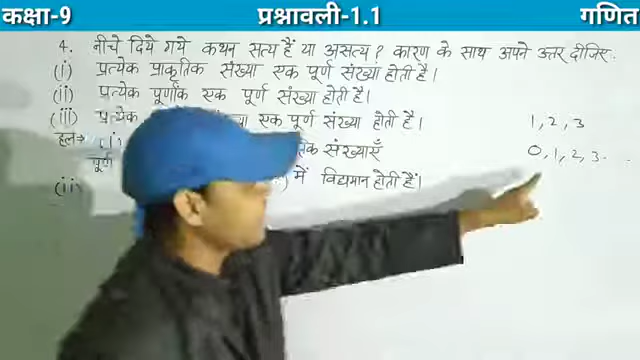 कक्षा-9 प्रश्नावली-1.1 गणित
4. नीचे दिये गये कथन सत्य हैं या असत्य? कारण के साथ अपने उत्तर दीजिए:
(i) प्रत्येक प्राकृतिक संख्या एक पूर्ण संख्या होती है।
(ii) प्रत्येक पूर्णांक एक पूर्ण संख्या होती है।
(iii) प्रत्येक एक पूर्ण संख्या होती है। 1, 2, 3
हल⇒ (i) संख्याएँ 0, 1, 2, 3..
पूर्ण में विद्यमान होती हैं।
(ii)